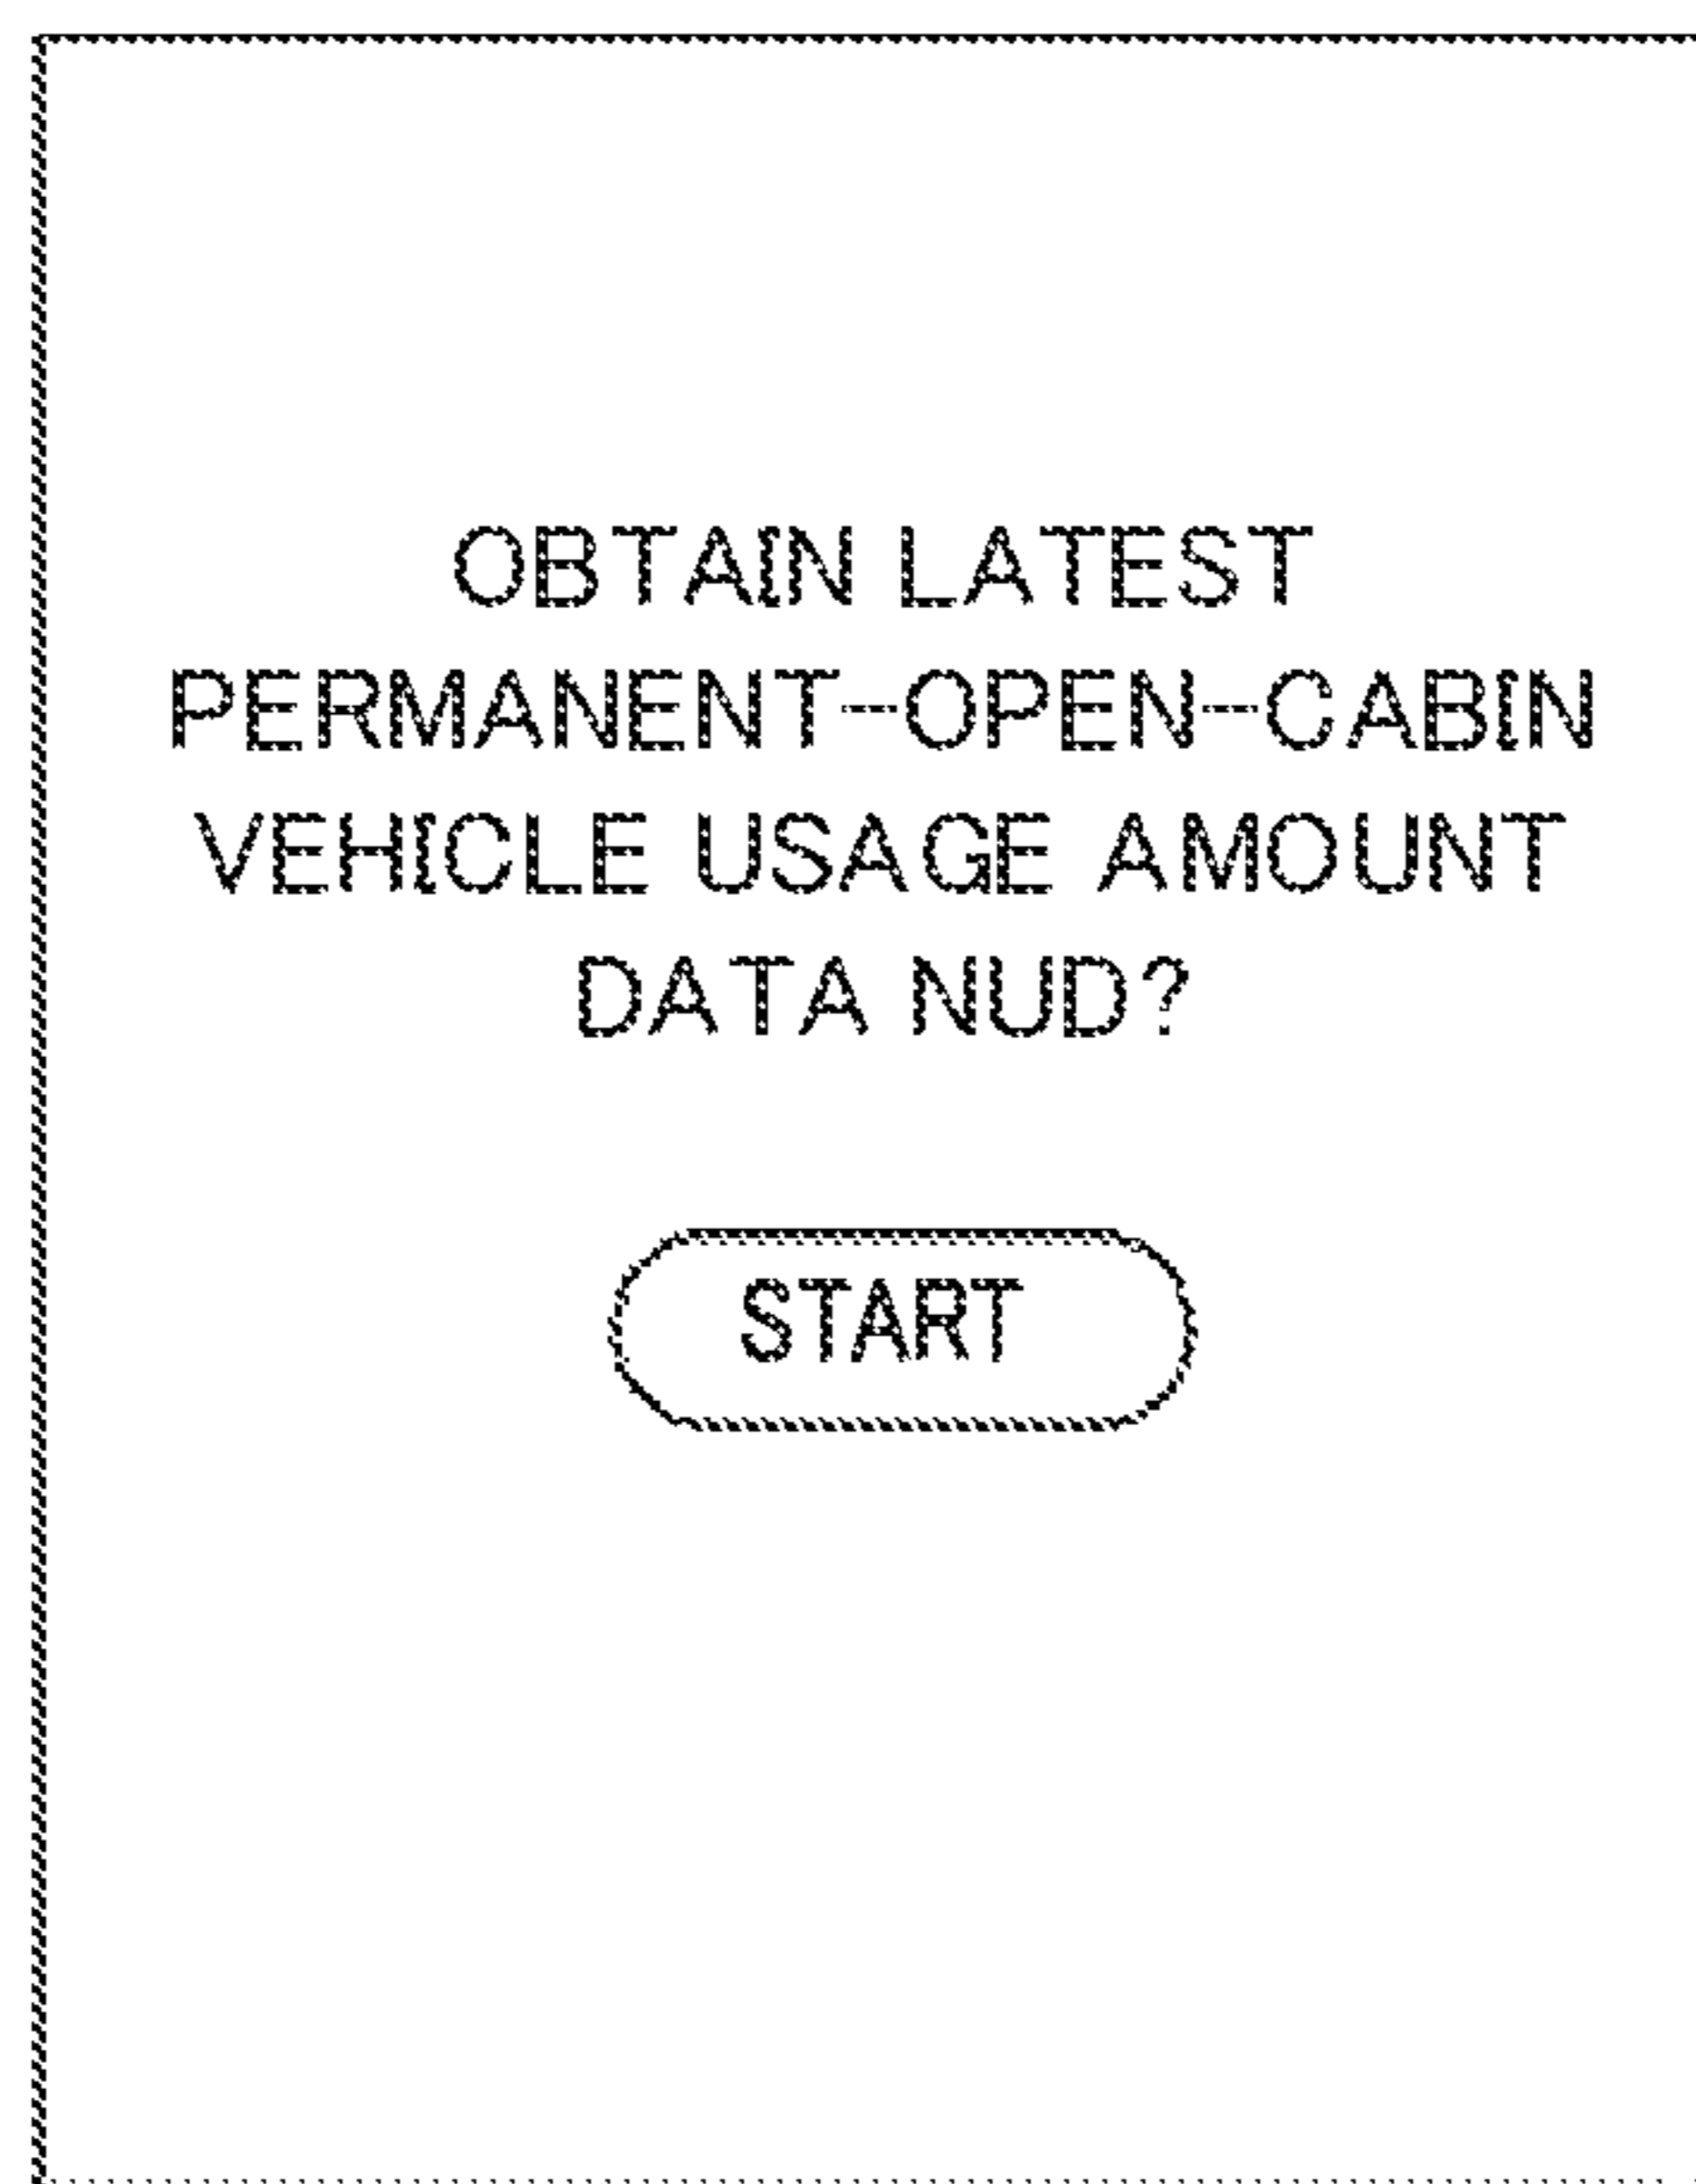 OBTAIN LATEST
PERMANENT-OPEN-CABIN
VEHICLE USAGE AMOUNT
DATA NUD?
START